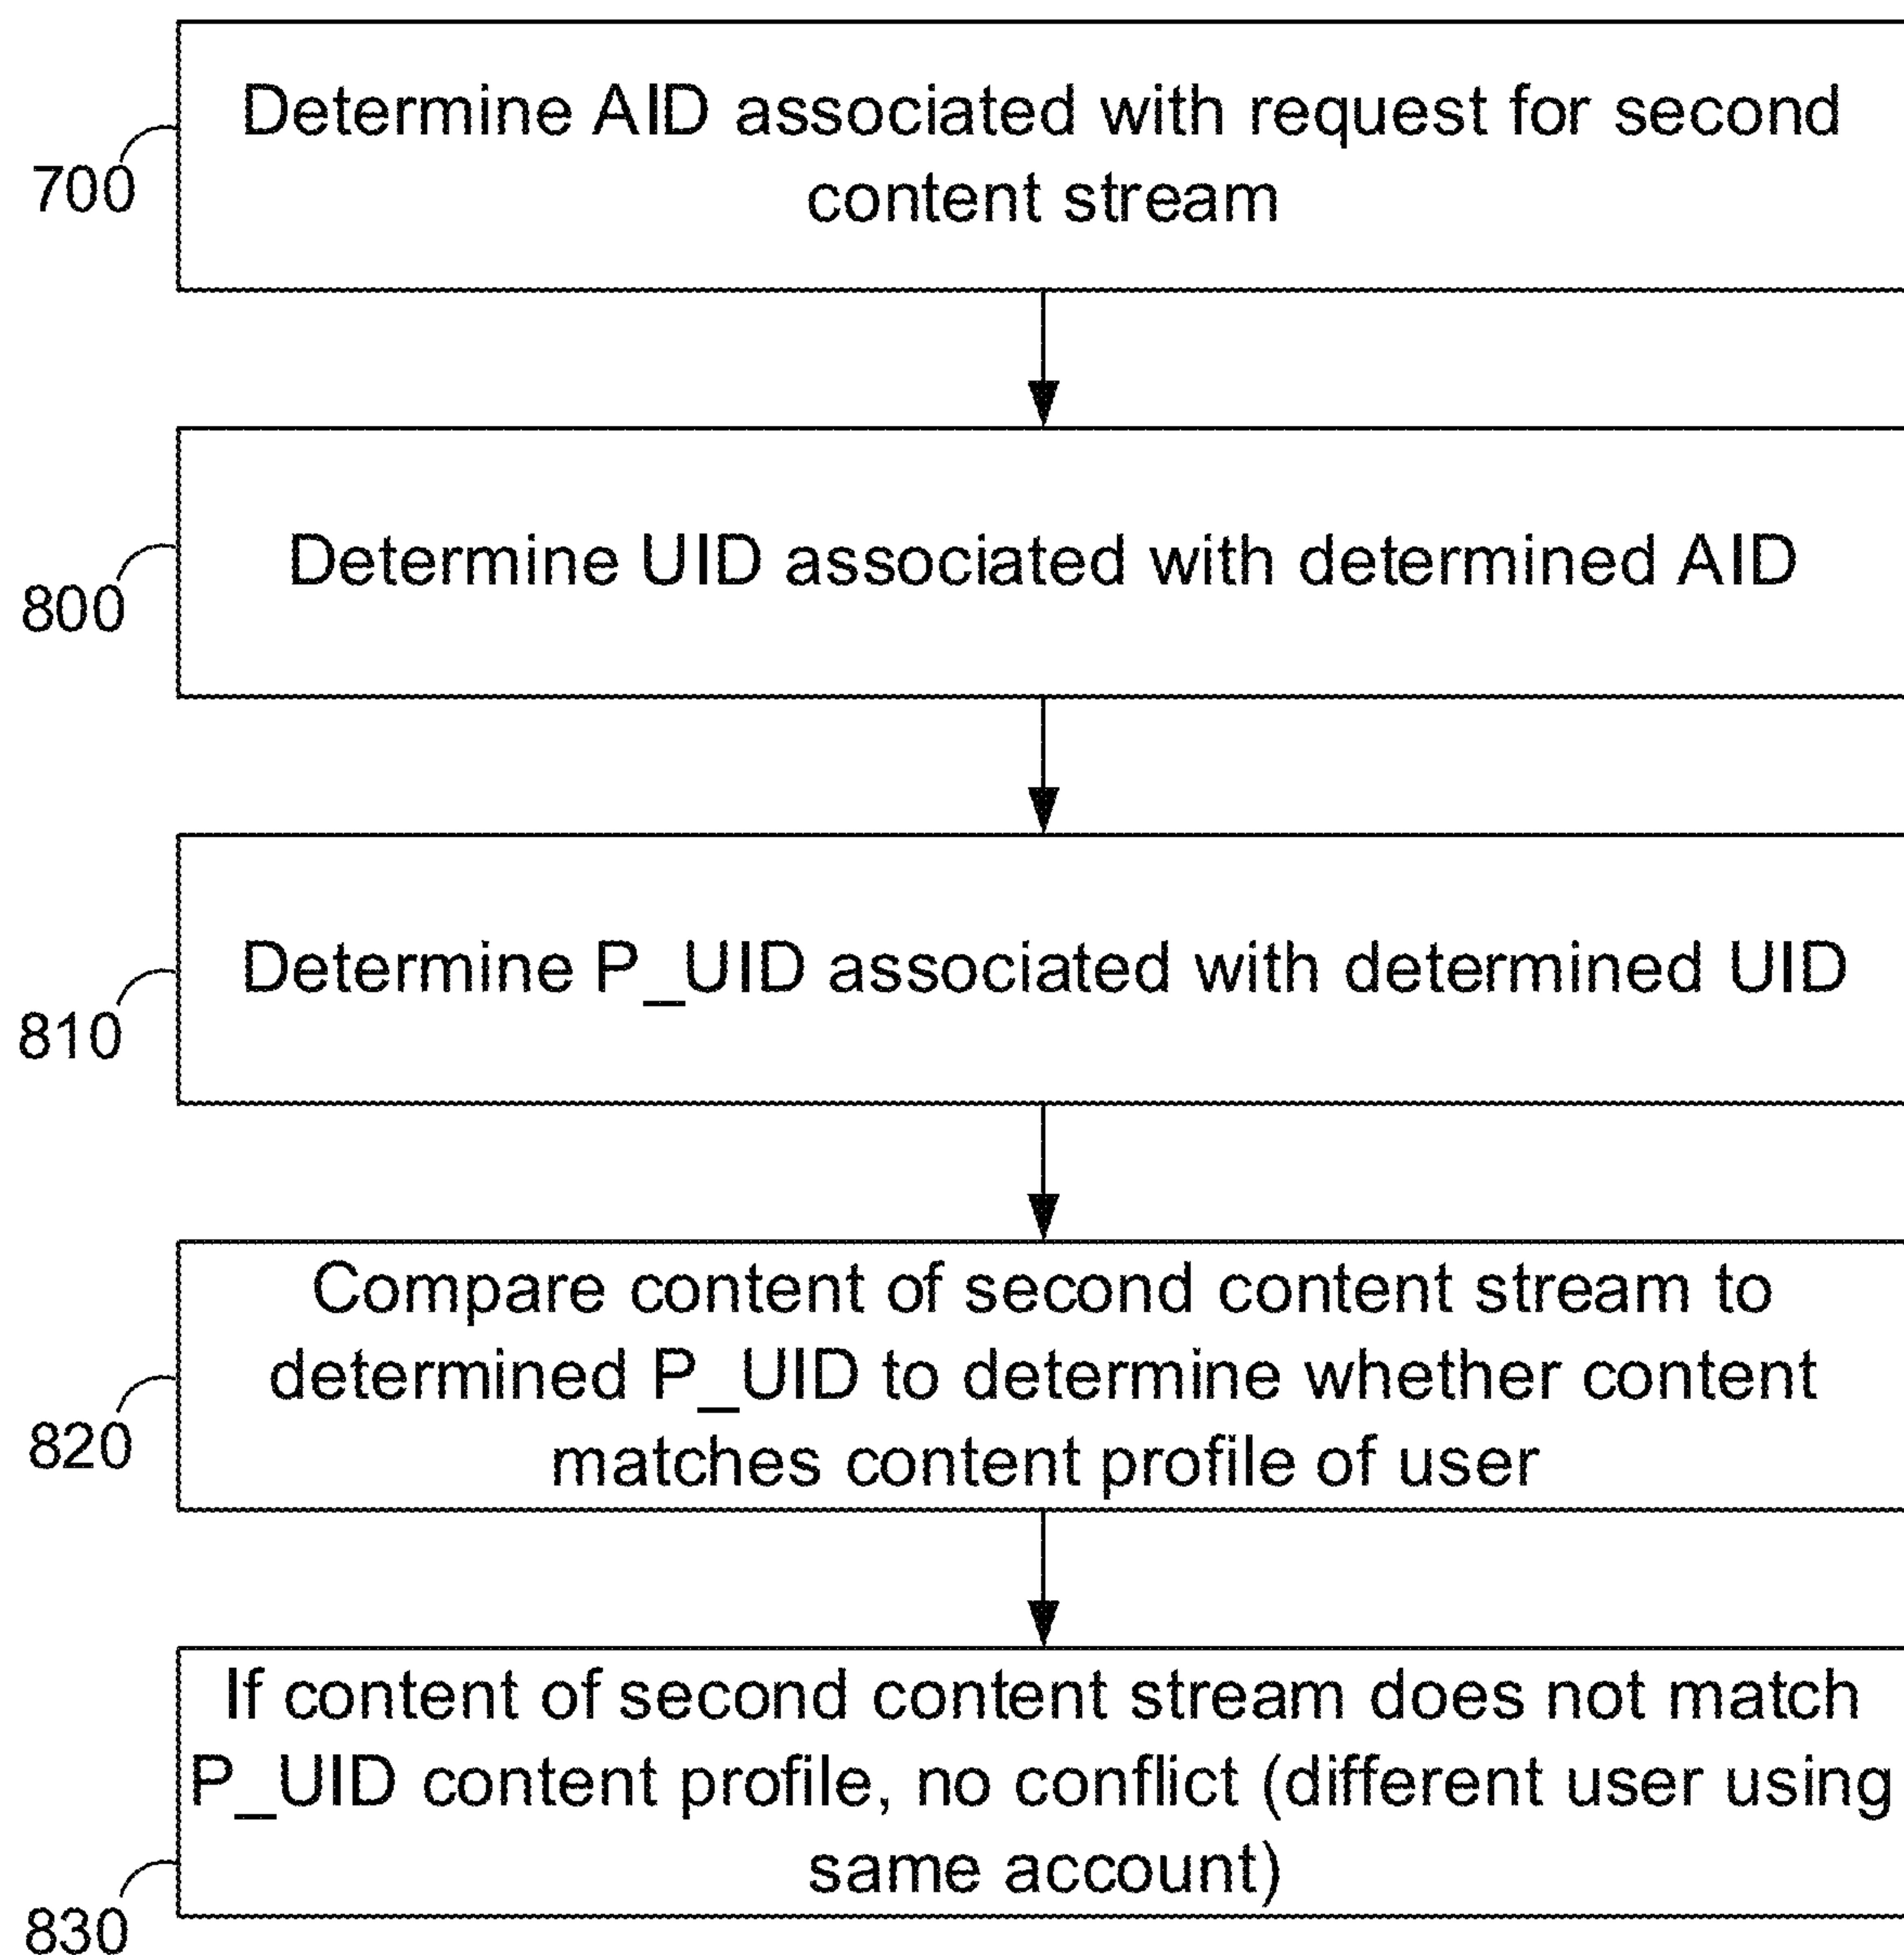 Determine AID associated with request for second
content stream
700
Determine UID associated with determined AID
800
Determine P_UID associated with determined UID
810
Compare content of second content stream to
determined P_UID to determine whether content
matches content profile of user
820
If content of second content stream does not match
P_UID content profile, no conflict (different user using
same account)
830